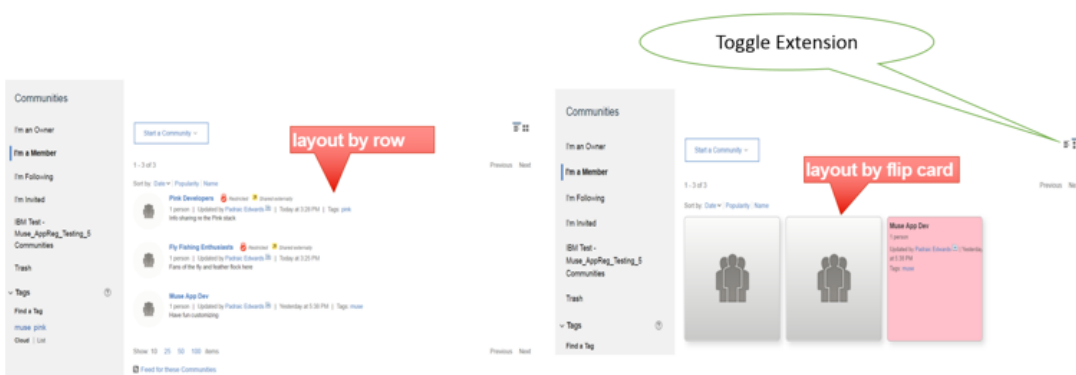 Toggle Extension
Communities
I'm an Owner
I'm a Member
I'm Following
I'm Invited
IBM Test -
Muse_AppReg_Testing_5
Communities
Trash
Tags
Find a Tag
muse pink
Cloud | List
Start a Community
layout by row
1 - 3 of 3
Previous Next
Sort by: Date | Popularity | Name
Pink Developers Restricted Shared externally
1 person | Updated by Padraic Edwards | Today at 3:28 PM | Tags: pink
Info sharing re the Pink stack
Fly Fishing Enthusiasts Restricted Shared externally
1 person | Updated by Padraic Edwards | Today at 3:25 PM
Fans of the fly and feather flock here
Muse App Dev
1 person | Updated by Padraic Edwards | Yesterday at 5:39 PM | Tags: muse
Have fun customizing
Show 10 25 50 100 items
Previous Next
Feed for these Communities
Communities
I'm an Owner
I'm a Member
I'm Following
I'm Invited
IBM Test -
Muse_AppReg_Testing_5
Communities
Trash
Tags
Find a Tag
Start a Community
layout by flip card
1 - 3 of 3
Previous
Sort by: Date | Popularity | Name
Muse App Dev
1 person
Updated by Padraic Edwards | Yesterday
at 5:39 PM
Tags: muse